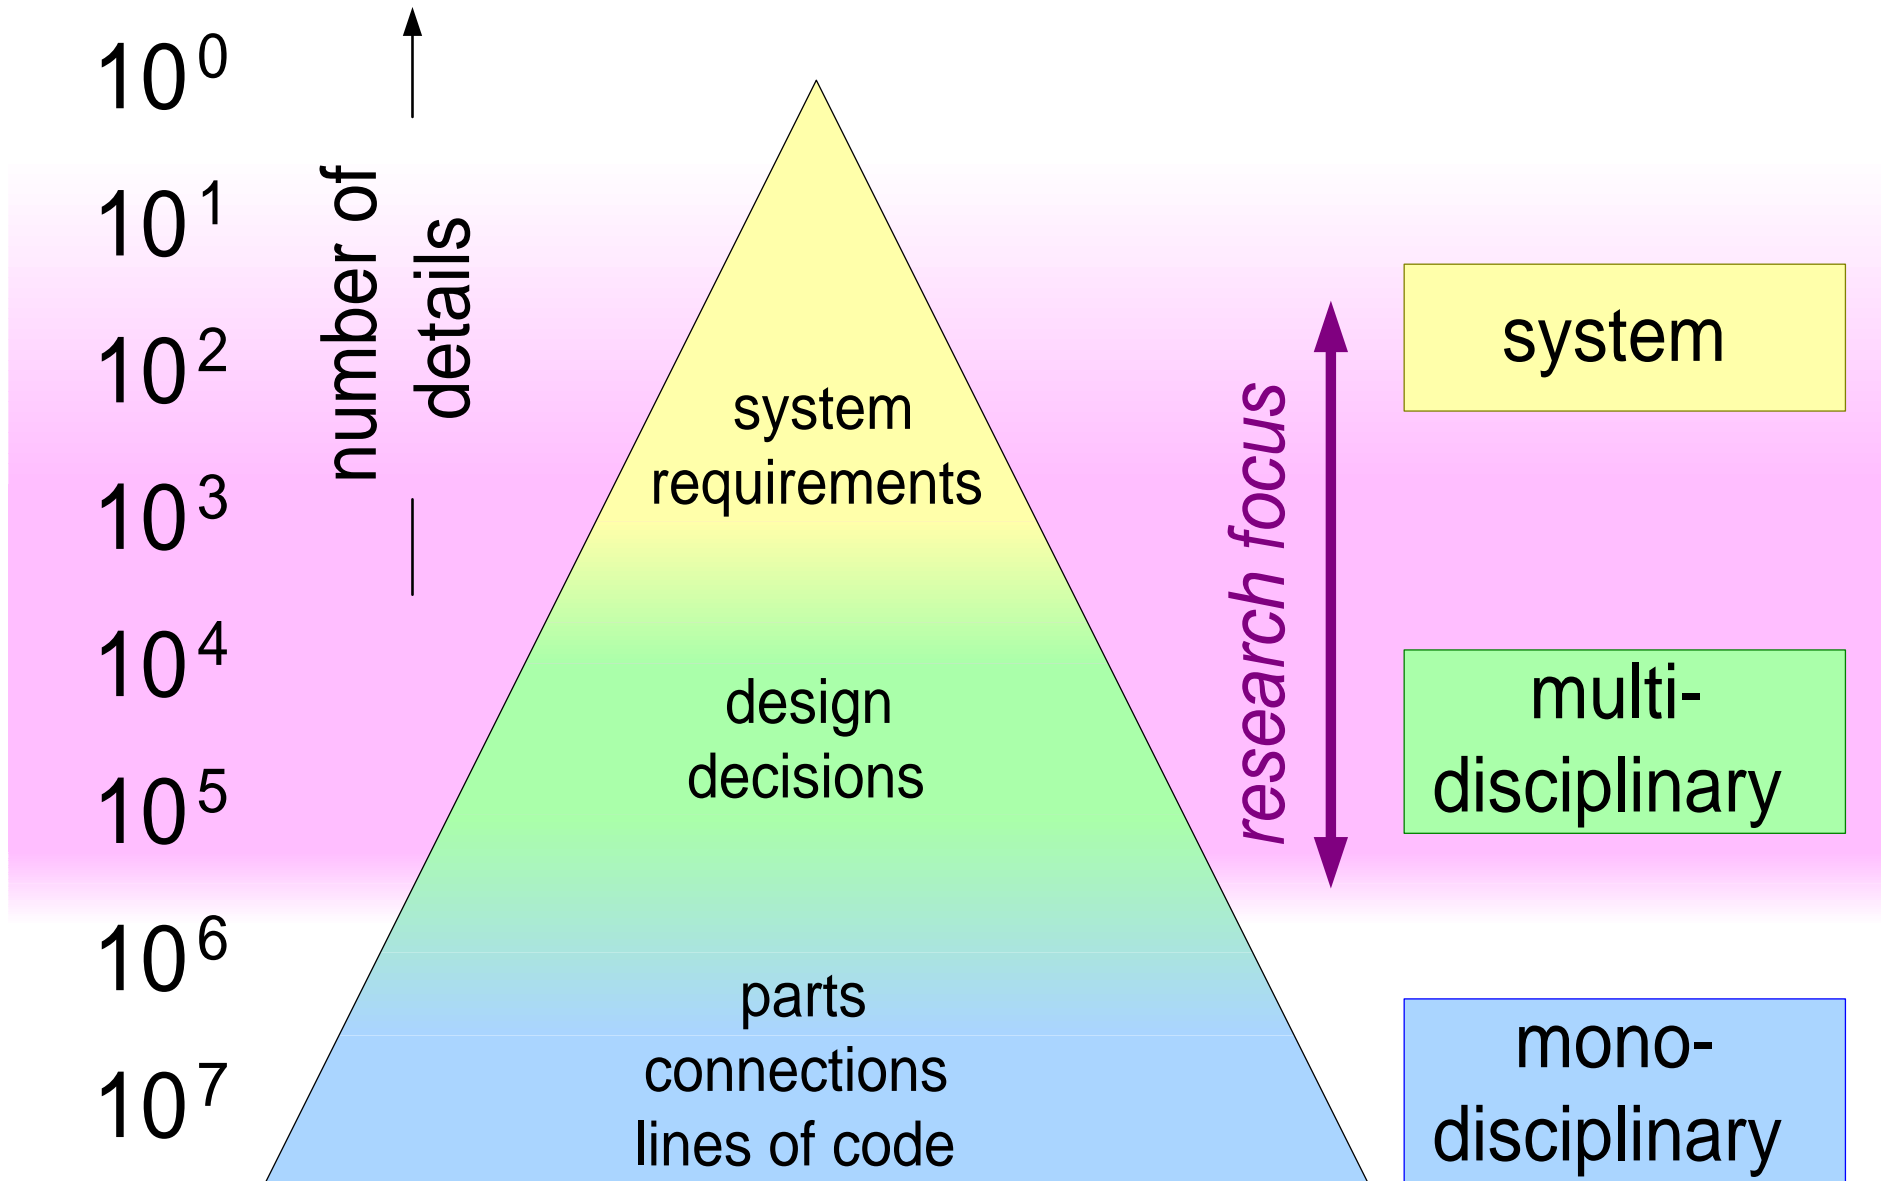 10⁰
10¹
10²
10³
10⁴
10⁵
10⁶
10⁷
number of
details
system
requirements
design
decisions
parts
connections
lines of code
research focus
system
multi-
disciplinary
mono-
disciplinary